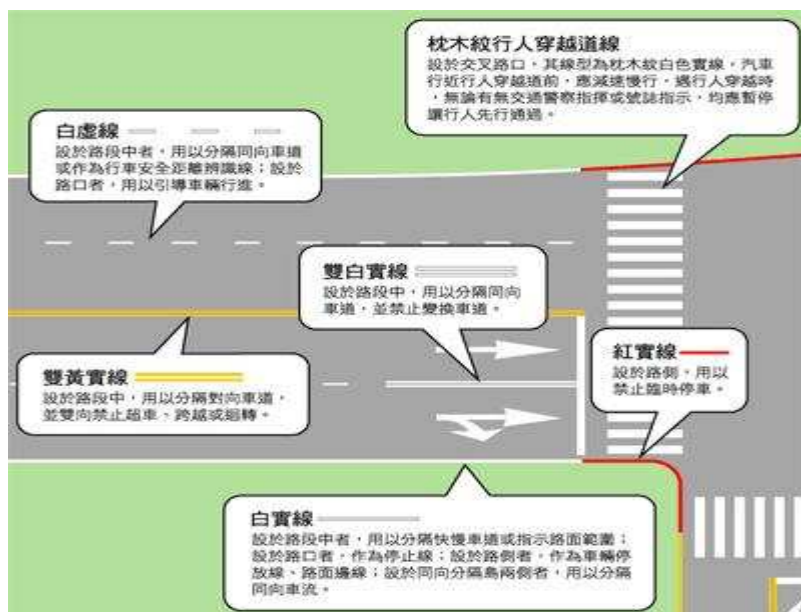 枕木紋行人穿越道線
設於交叉路口，其線型為枕木紋白色實線，汽車
行近行人穿越道前，應減速慢行，遇行人穿越時
，無論有無交通警察指揮或號誌指示，均應暫停
讓行人先行通過。
白虛線
設於路段中者，用以分隔同向車道
或作為行車安全距離辨識線；設於
路口者，用以引導車輛行進。
雙白實線
設於路段中，用以分隔同向
車道，並禁止變換車道。
雙黃實線
設於路段中，用以分隔對向車道，
並雙向禁止超車、跨越或迴轉。
紅實線
設於路側，用以
禁止臨時停車。
白實線
設於路段中者，用以分隔快慢車道或指示路面範圍；
設於路口者，作為停止線；設於路側者，作為車輛停
放線、路面邊線；設於同向分隔島兩側者，用以分隔
同向車流。